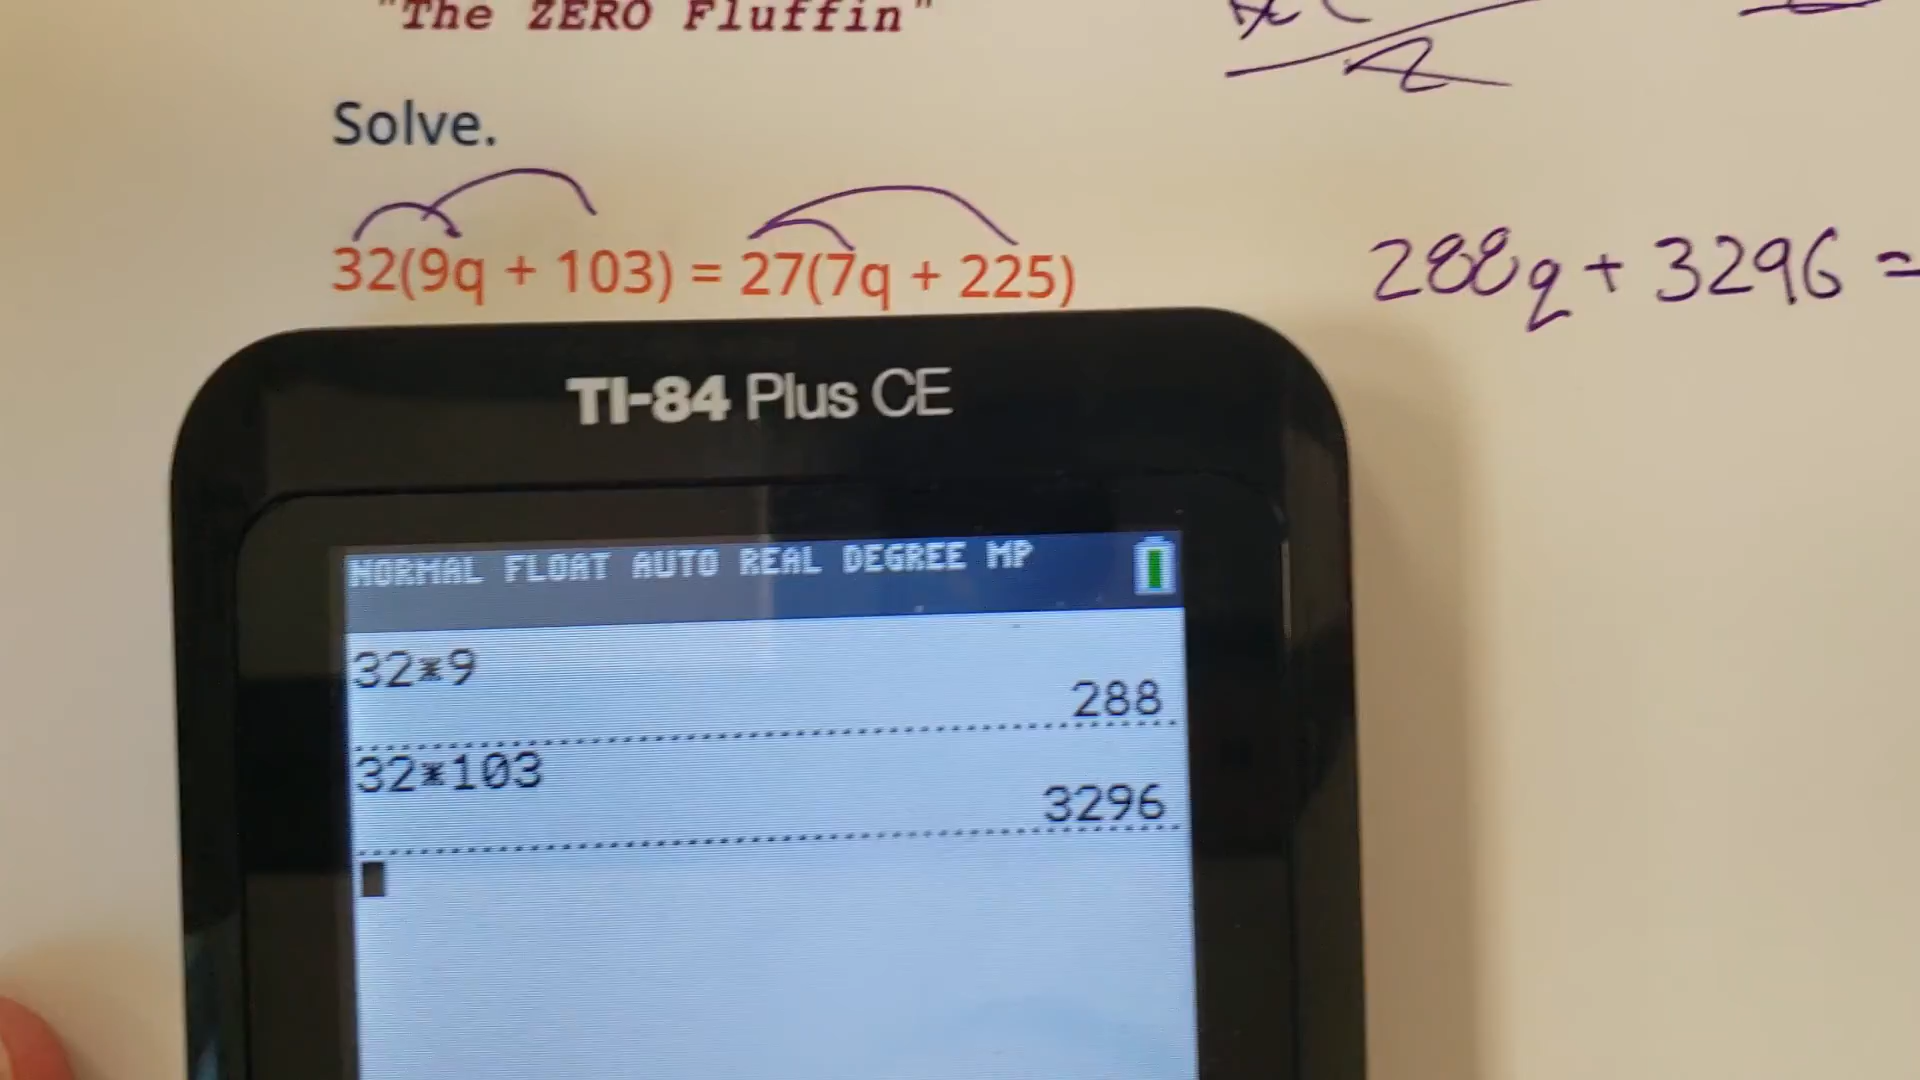 "The ZERO Fluffin"
Solve.
32(9q + 103) = 27(7q + 225)
288q + 3296 =
TI-84 Plus CE
NORMAL FLOAT AUTO REAL DEGREE MP
32*9
288
32*103
3296